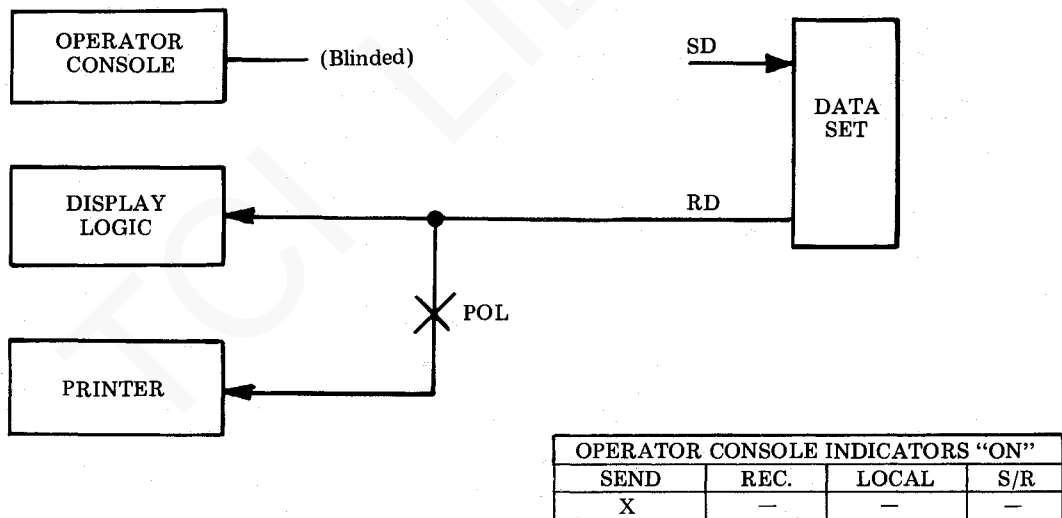 OPERATOR
CONSOLE
(Blinded)
SD
DATA
SET
DISPLAY
LOGIC
RD
POL
PRINTER
OPERATOR CONSOLE INDICATORS “ON”
SEND REC. LOCAL S/R
X — — —